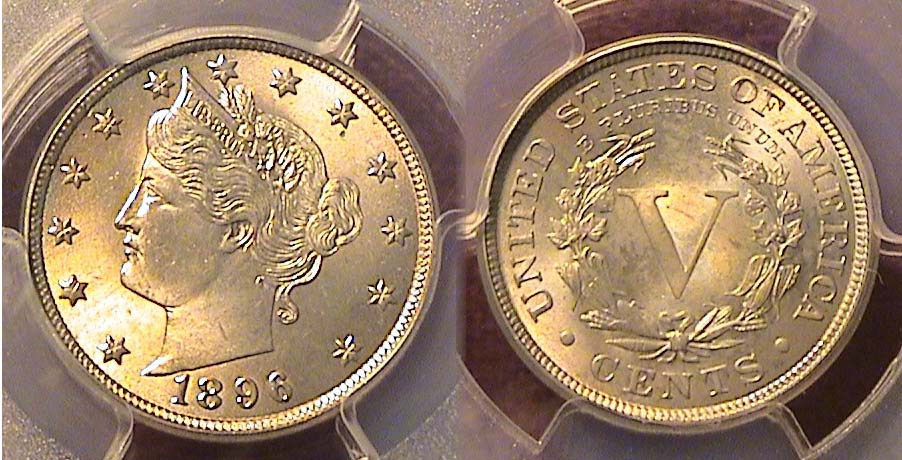 LIBERTY
1896
UNITED STATES OF AMERICA
E PLURIBUS UNUM
V
CENTS